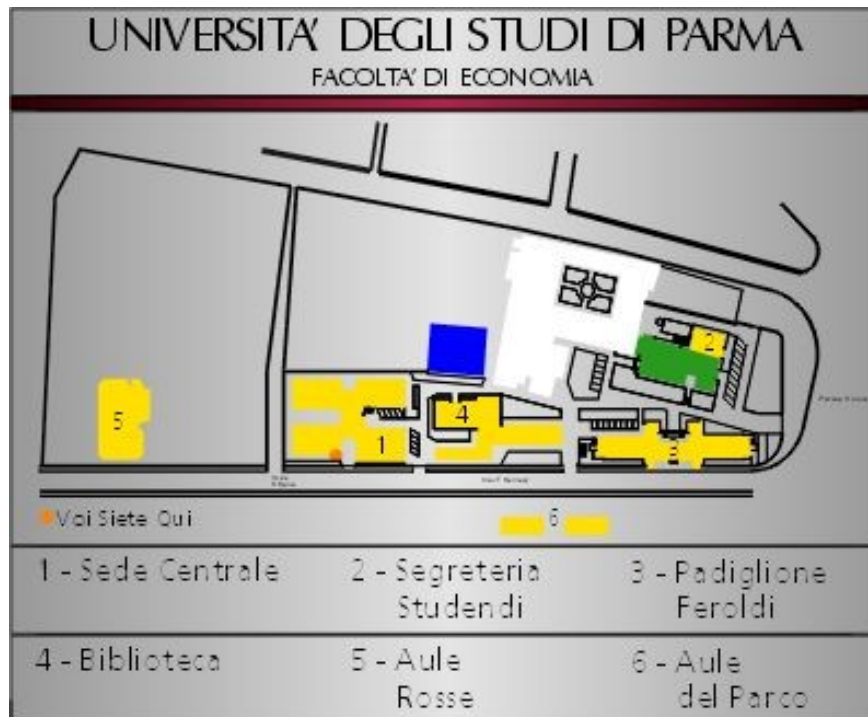 UNIVERSITA' DEGLI STUDI DI PARMA
FACOLTA' DI ECONOMIA
2
5
4
1
3
Voi Siete Qui
6
1 - Sede Centrale
2 - Segreteria
Studendi
3 - Padiglione
Feroldi
4 - Biblioteca
5 - Aule
Rosse
6 - Aule
del Parco